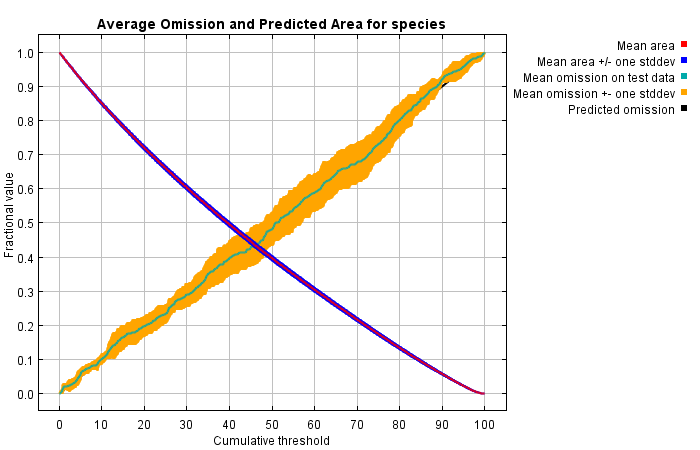 Average Omission and Predicted Area for species
Mean area
Mean area +/- one stddev
Mean omission on test data
Mean omission +- one stddev
Predicted omission
Fractional value
1.0
0.9
0.8
0.7
0.6
0.5
0.4
0.3
0.2
0.1
0.0
0 10 20 30 40 50 60 70 80 90 100
Cumulative threshold